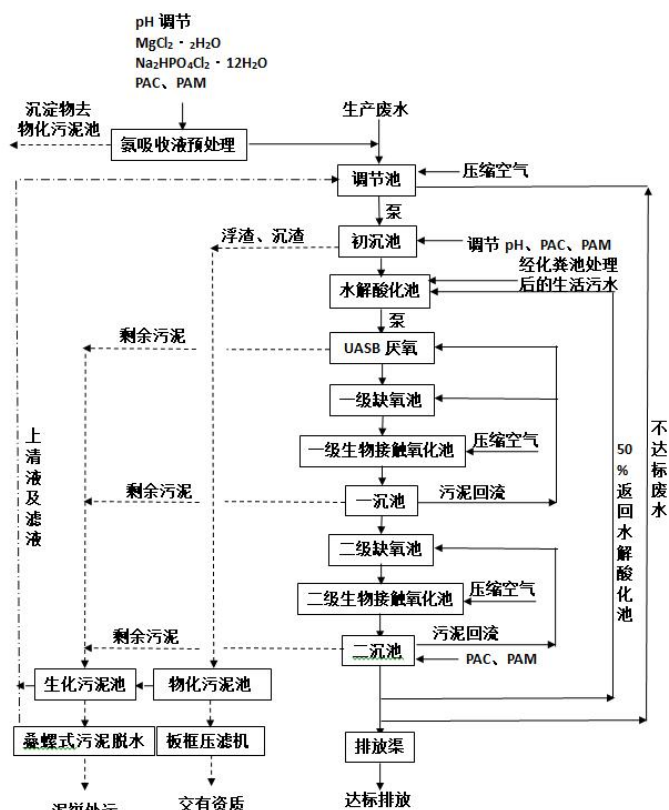 pH 调节
MgCl₂・₂H₂O
Na₂HPO₄Cl₂・12H₂O
PAC、PAM
沉淀物去
物化污泥池
氨吸收液预处理
生产废水
调节池
压缩空气
泵
浮渣、沉渣
初沉池
调节 pH、PAC、PAM
经化粪池处理
后的生活污水
水解酸化池
泵
剩余污泥
UASB 厌氧
一级缺氧池
一级生物接触氧化池
压缩空气
剩余污泥
一沉池
污泥回流
二级缺氧池
二级生物接触氧化池
压缩空气
剩余污泥
二沉池
污泥回流
PAC、PAM
上清液及滤液
50%返回水解酸化池
不达标废水
生化污泥池
物化污泥池
叠螺式污泥脱水
板框压滤机
排放渠
交有资质
达标排放